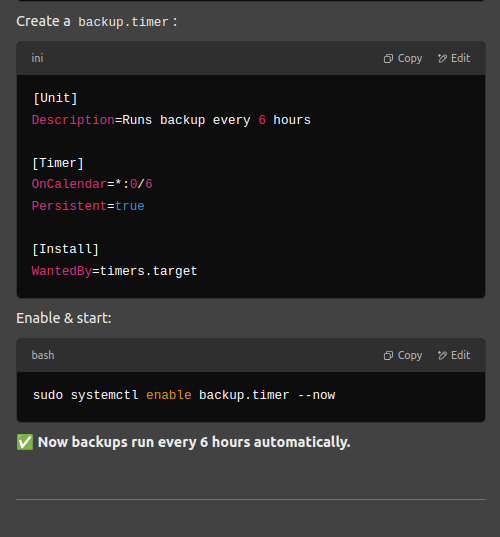 Create a backup.timer:
ini Copy Edit
[Unit]
Description=Runs backup every 6 hours
[Timer]
OnCalendar=*:0/6
Persistent=true
[Install]
WantedBy=timers.target
Enable & start:
bash Copy Edit
sudo systemctl enable backup.timer --now
✅ Now backups run every 6 hours automatically.